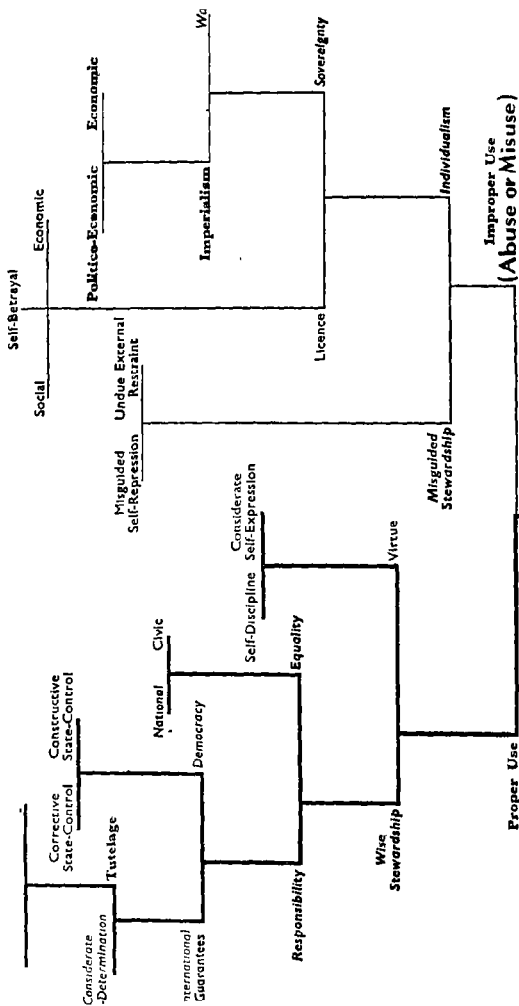 Corrective
State-Control
Constructive
State-Control
Tutelage
Considerate
-Determination
nternational
Guarantees
Democracy
National
Civic
Responsibility
Equality
Self-Discipline
Considerate
Self-Expression
Wise
Stewardship
Virtue
Proper Use
Self-Betrayal
Social
Economic
Misguided
Self-Repression
Undue External
Restraint
Politico-Economic
Economic
Imperialism
Wa
Licence
Sovereignty
Misguided
Stewardship
Individualism
Improper Use
(Abuse or Misuse)